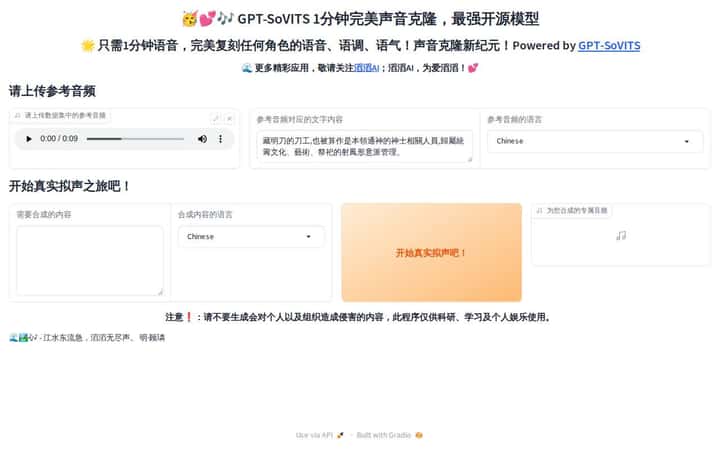 🥳💕🎶 GPT-SoVITS 1分钟完美声音克隆，最强开源模型
🌟 只需1分钟语音，完美复刻任何角色的语音、语调、语气！声音克隆新纪元！Powered by GPT-SoVITS
🌊 更多精彩应用，敬请关注滔滔AI；滔滔AI，为爱滔滔！💕
请上传参考音频
请上传数据集中的参考音频
0:00 / 0:09
参考音频对应的文字内容
藏明刀的刀工,也被算作是本領通神的神士相關人員,歸屬統
籌文化、藝術、祭祀的射鳳形意派管理。
参考音频的语言
Chinese
开始真实拟声之旅吧！
需要合成的内容
合成内容的语言
Chinese
开始真实拟声吧！
为您合成的专属音频
注意❗️：请不要生成会对个人以及组织造成侵害的内容，此程序仅供科研、学习及个人娱乐使用。
🌊🏞️🎶 - 江水东流急，滔滔无尽声。 明·顾璘
Use via API 🚀 · Built with Gradio